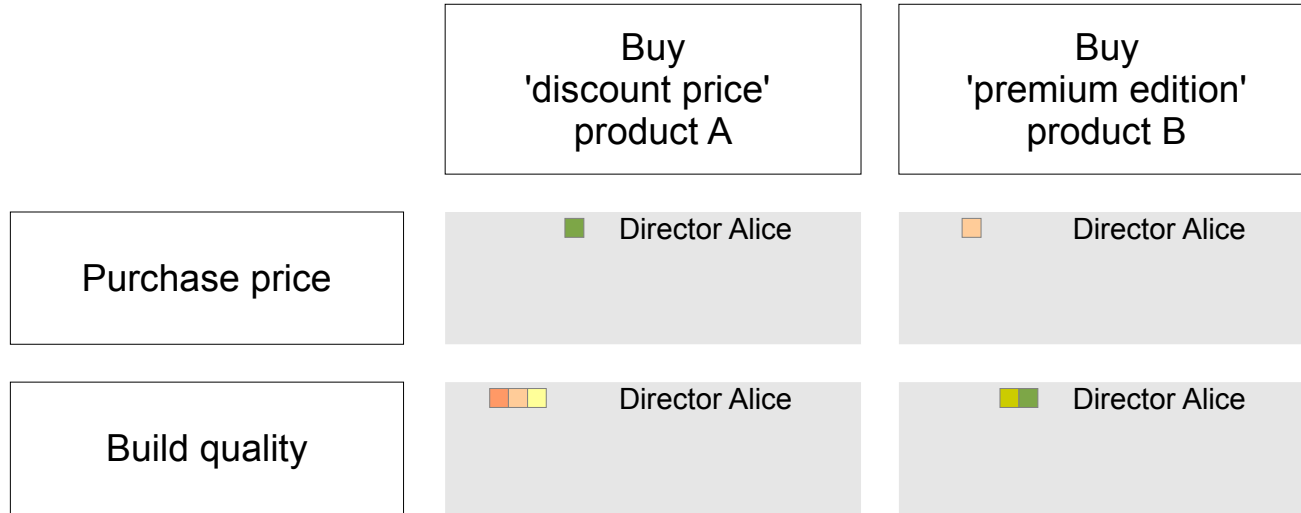 Buy
'discount price'
product A
Buy
'premium edition'
product B
Purchase price
Director Alice
Director Alice
Build quality
Director Alice
Director Alice